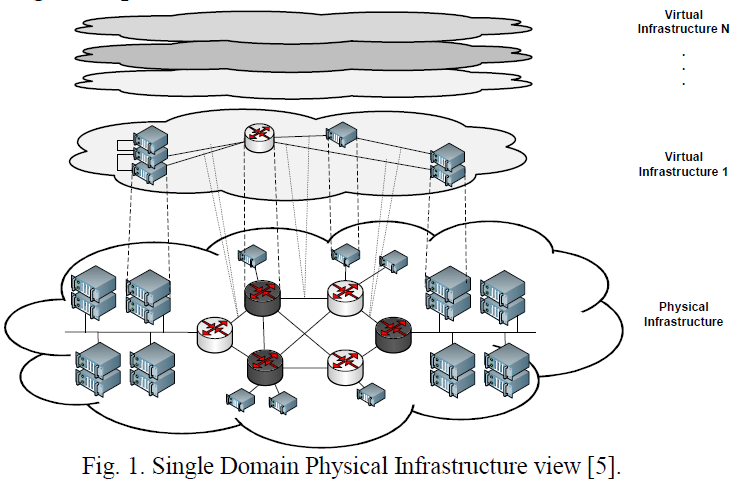 Virtual
Infrastructure N
.
.
.
Virtual
Infrastructure 1
Physical
Infrastructure
Fig. 1. Single Domain Physical Infrastructure view [5].